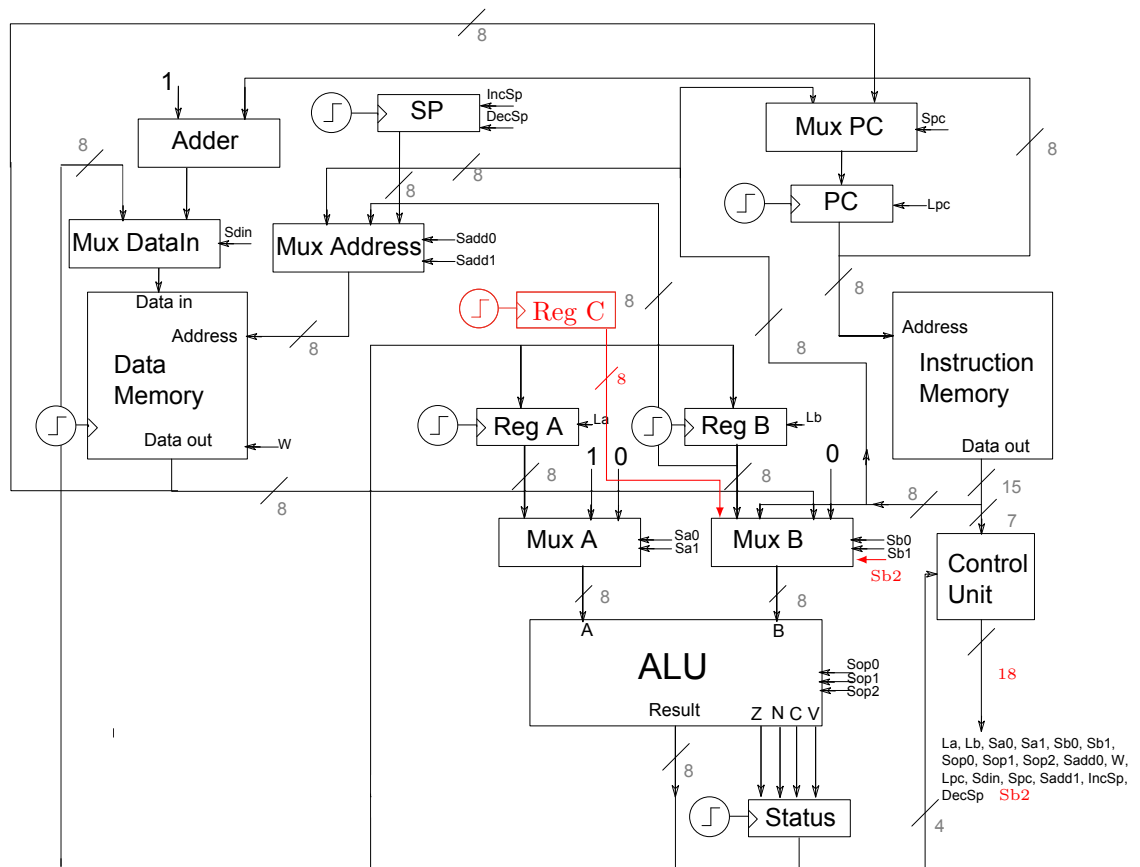 8
1
IncSp
SP
DecSp
Adder
Mux PC
Spc
8
8
8
8
PC
Lpc
Mux DataIn
Sdin
Mux Address
Sadd0
Sadd1
8
8
Data in
Address
Data
Memory
Data out
W
8
Reg C
8
8
Address
Instruction
Memory
Data out
Reg A
La
Reg B
Lb
8
1 0
8
0
8
8
15
7
Mux A
Sa0
Sa1
Mux B
Sb0
Sb1
Sb2
Control
Unit
8
8
A
B
ALU
Sop0
Sop1
Sop2
Result
Z N C V
18
8
La, Lb, Sa0, Sa1, Sb0, Sb1,
Sop0, Sop1, Sop2, Sadd0, W,
Lpc, Sdin, Spc, Sadd1, IncSp,
DecSp Sb2
Status
4